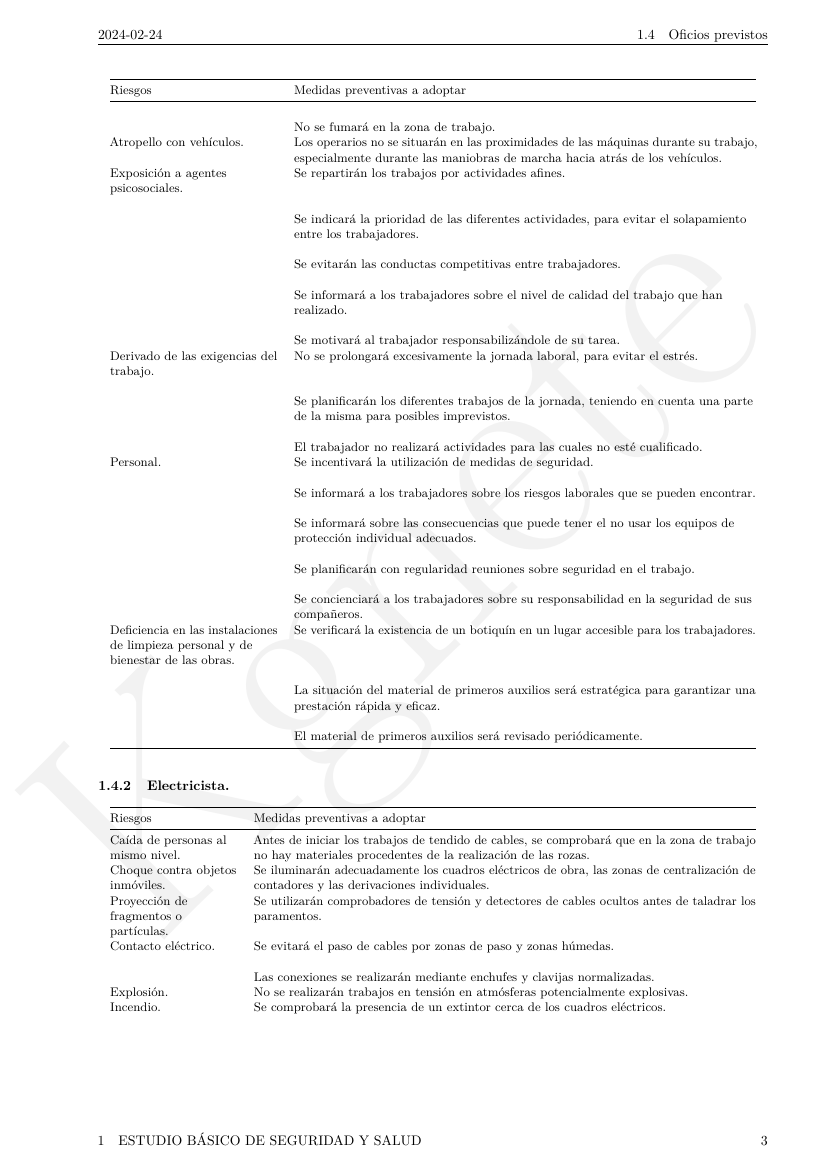 2024-02-24 1.4 Oficios previstos
Riesgos Medidas preventivas a adoptar
No se fumará en la zona de trabajo.
Atropello con vehículos. Los operarios no se situarán en las proximidades de las máquinas durante su trabajo,
especialmente durante las maniobras de marcha hacia atrás de los vehículos.
Exposición a agentes Se repartirán los trabajos por actividades afines.
psicosociales.
Se indicará la prioridad de las diferentes actividades, para evitar el solapamiento
entre los trabajadores.
Se evitarán las conductas competitivas entre trabajadores.
Se informará a los trabajadores sobre el nivel de calidad del trabajo que han
realizado.
Se motivará al trabajador responsabilizándole de su tarea.
Derivado de las exigencias del No se prolongará excesivamente la jornada laboral, para evitar el estrés.
trabajo.
Se planificarán los diferentes trabajos de la jornada, teniendo en cuenta una parte
de la misma para posibles imprevistos.
El trabajador no realizará actividades para las cuales no esté cualificado.
Personal. Se incentivará la utilización de medidas de seguridad.
Se informará a los trabajadores sobre los riesgos laborales que se pueden encontrar.
Se informará sobre las consecuencias que puede tener el no usar los equipos de
protección individual adecuados.
Se planificarán con regularidad reuniones sobre seguridad en el trabajo.
Se concienciará a los trabajadores sobre su responsabilidad en la seguridad de sus
compañeros.
Deficiencia en las instalaciones Se verificará la existencia de un botiquín en un lugar accesible para los trabajadores.
de limpieza personal y de
bienestar de las obras.
La situación del material de primeros auxilios será estratégica para garantizar una
prestación rápida y eficaz.
El material de primeros auxilios será revisado periódicamente.
1.4.2 Electricista.
Riesgos Medidas preventivas a adoptar
Caída de personas al Antes de iniciar los trabajos de tendido de cables, se comprobará que en la zona de trabajo
mismo nivel. no hay materiales procedentes de la realización de las rozas.
Choque contra objetos Se iluminarán adecuadamente los cuadros eléctricos de obra, las zonas de centralización de
inmóviles. contadores y las derivaciones individuales.
Proyección de Se utilizarán comprobadores de tensión y detectores de cables ocultos antes de taladrar los
fragmentos o paramentos.
partículas.
Contacto eléctrico. Se evitará el paso de cables por zonas de paso y zonas húmedas.
Las conexiones se realizarán mediante enchufes y clavijas normalizadas.
Explosión. No se realizarán trabajos en tensión en atmósferas potencialmente explosivas.
Incendio. Se comprobará la presencia de un extintor cerca de los cuadros eléctricos.
1 ESTUDIO BÁSICO DE SEGURIDAD Y SALUD 3
Kgnete